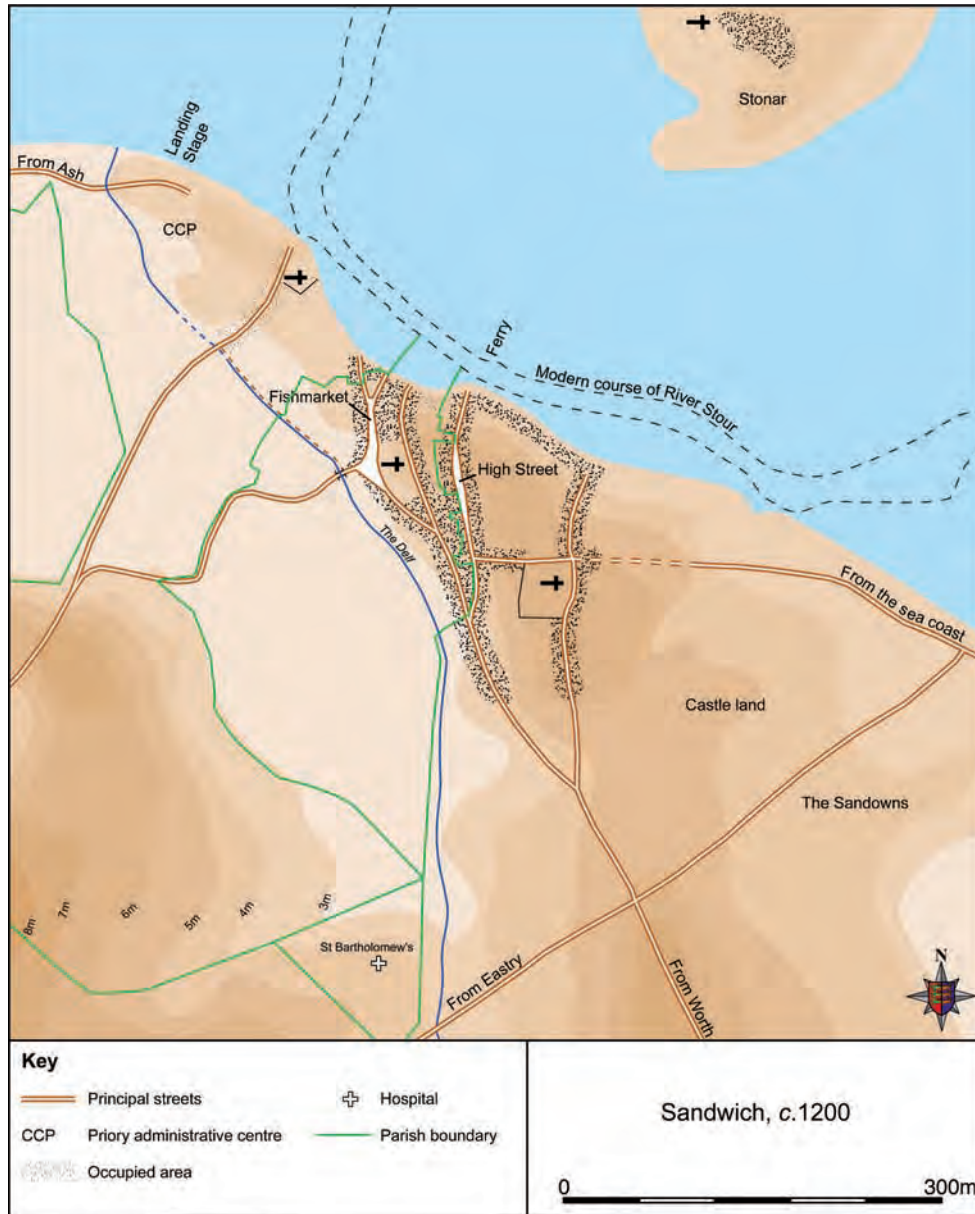 Stonar
Landing
Stage
From Ash
CCP
Ferry
Modern course of River Stour
Fishmarket
High Street
The Delf
From the sea coast
Castle land
The Sandowns
8m
7m
6m
5m
4m
3m
St Bartholomew's
From Eastry
From Worth
N
Key
Principal streets
Hospital
CCP
Priory administrative centre
Parish boundary
Occupied area
Sandwich, c.1200
0
300m